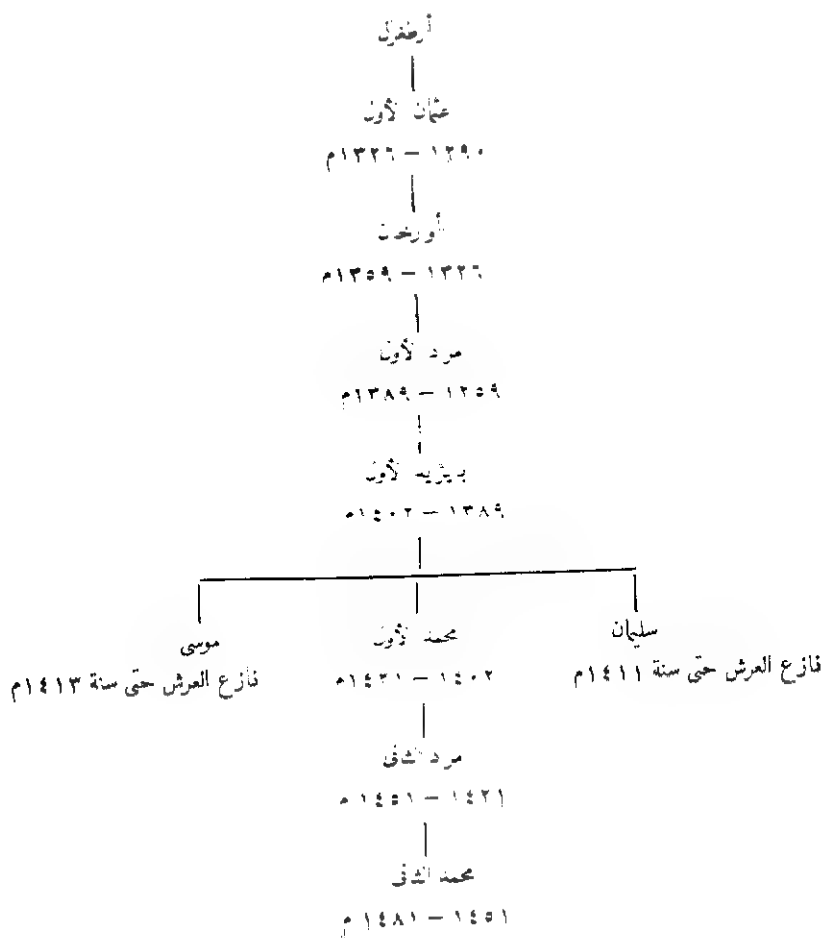 أرطغرل
عثمان الأول
١٢٩٠ – ١٣٢٦م
أورخان
١٣٢٦ – ١٣٥٩م
مراد الأول
١٣٥٩ – ١٣٨٩م
بايزيد الأول
١٣٨٩ – ١٤٠٢م
سليمان
نازع العرش حتى سنة ١٤١١م
محمد الأول
١٤٠٢ – ١٤٢١م
موسى
نازع العرش حتى سنة ١٤١٣م
مراد الثانى
١٤٢١ – ١٤٥١م
محمد الثانى
١٤٥١ – ١٤٨١م